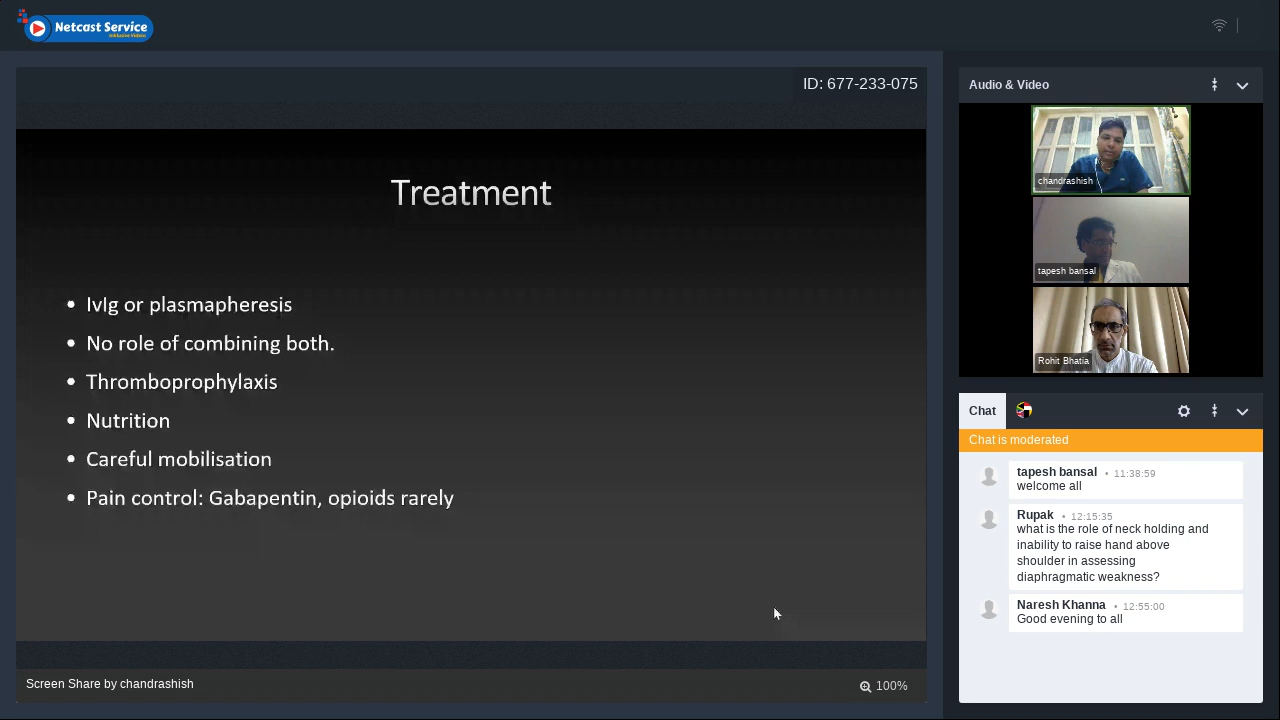 Netcast Service
Inklusive Videos
ID: 677-233-075
Treatment
• IvIg or plasmapheresis
• No role of combining both.
• Thromboprophylaxis
• Nutrition
• Careful mobilisation
• Pain control: Gabapentin, opioids rarely
Screen Share by chandrashish
100%
Audio & Video
chandrashish
tapesh bansal
Rohit Bhatia
Chat
Chat is moderated
tapesh bansal • 11:38:59
welcome all
Rupak • 12:15:35
what is the role of neck holding and
inability to raise hand above
shoulder in assessing
diaphragmatic weakness?
Naresh Khanna • 12:55:00
Good evening to all